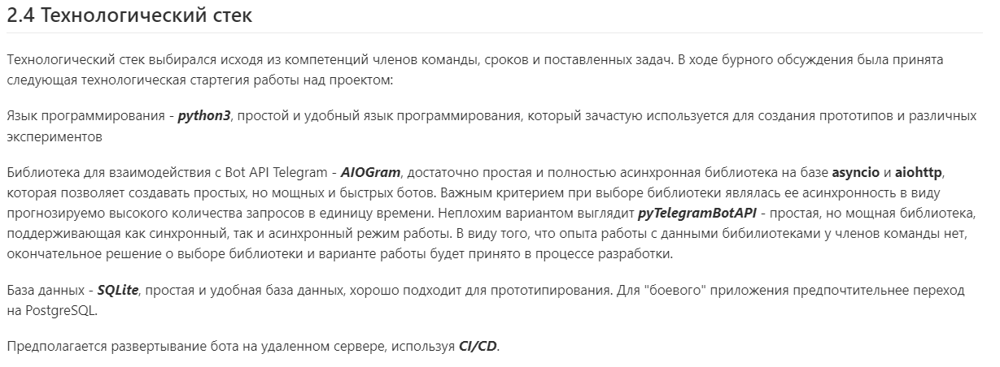 2.4 Технологический стек
Технологический стек выбирался исходя из компетенций членов команды, сроков и поставленных задач. В ходе бурного обсуждения была принята
следующая технологическая стартегия работы над проектом:
Язык программирования - python3, простой и удобный язык программирования, который зачастую используется для создания прототипов и различных
экспериментов
Библиотека для взаимодействия с Bot API Telegram - AIOGram, достаточно простая и полностью асинхронная библиотека на базе asyncio и aiohttp,
которая позволяет создавать простых, но мощных и быстрых ботов. Важным критерием при выборе библиотеки являлась ее асинхронность в виду
прогнозируемо высокого количества запросов в единицу времени. Неплохим вариантом выглядит pyTelegramBotAPI - простая, но мощная библиотека,
поддерживающая как синхронный, так и асинхронный режим работы. В виду того, что опыта работы с данными бибилиотеками у членов команды нет,
окончательное решение о выборе библиотеки и варианте работы будет принято в процессе разработки.
База данных - SQLite, простая и удобная база данных, хорошо подходит для прототипирования. Для "боевого" приложения предпочтительнее переход
на PostgreSQL.
Предполагается развертывание бота на удаленном сервере, используя CI/CD.